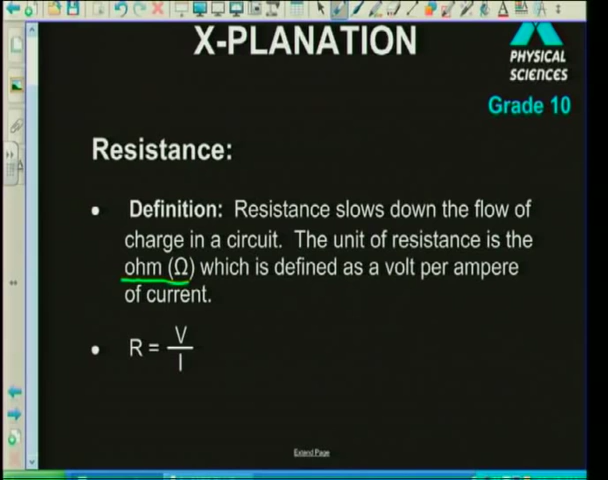 X-PLANATION
PHYSICAL
SCIENCES
Grade 10
Resistance:
• Definition: Resistance slows down the flow of
charge in a circuit. The unit of resistance is the
ohm (Ω) which is defined as a volt per ampere
of current.
• R = V/I
Extend Page